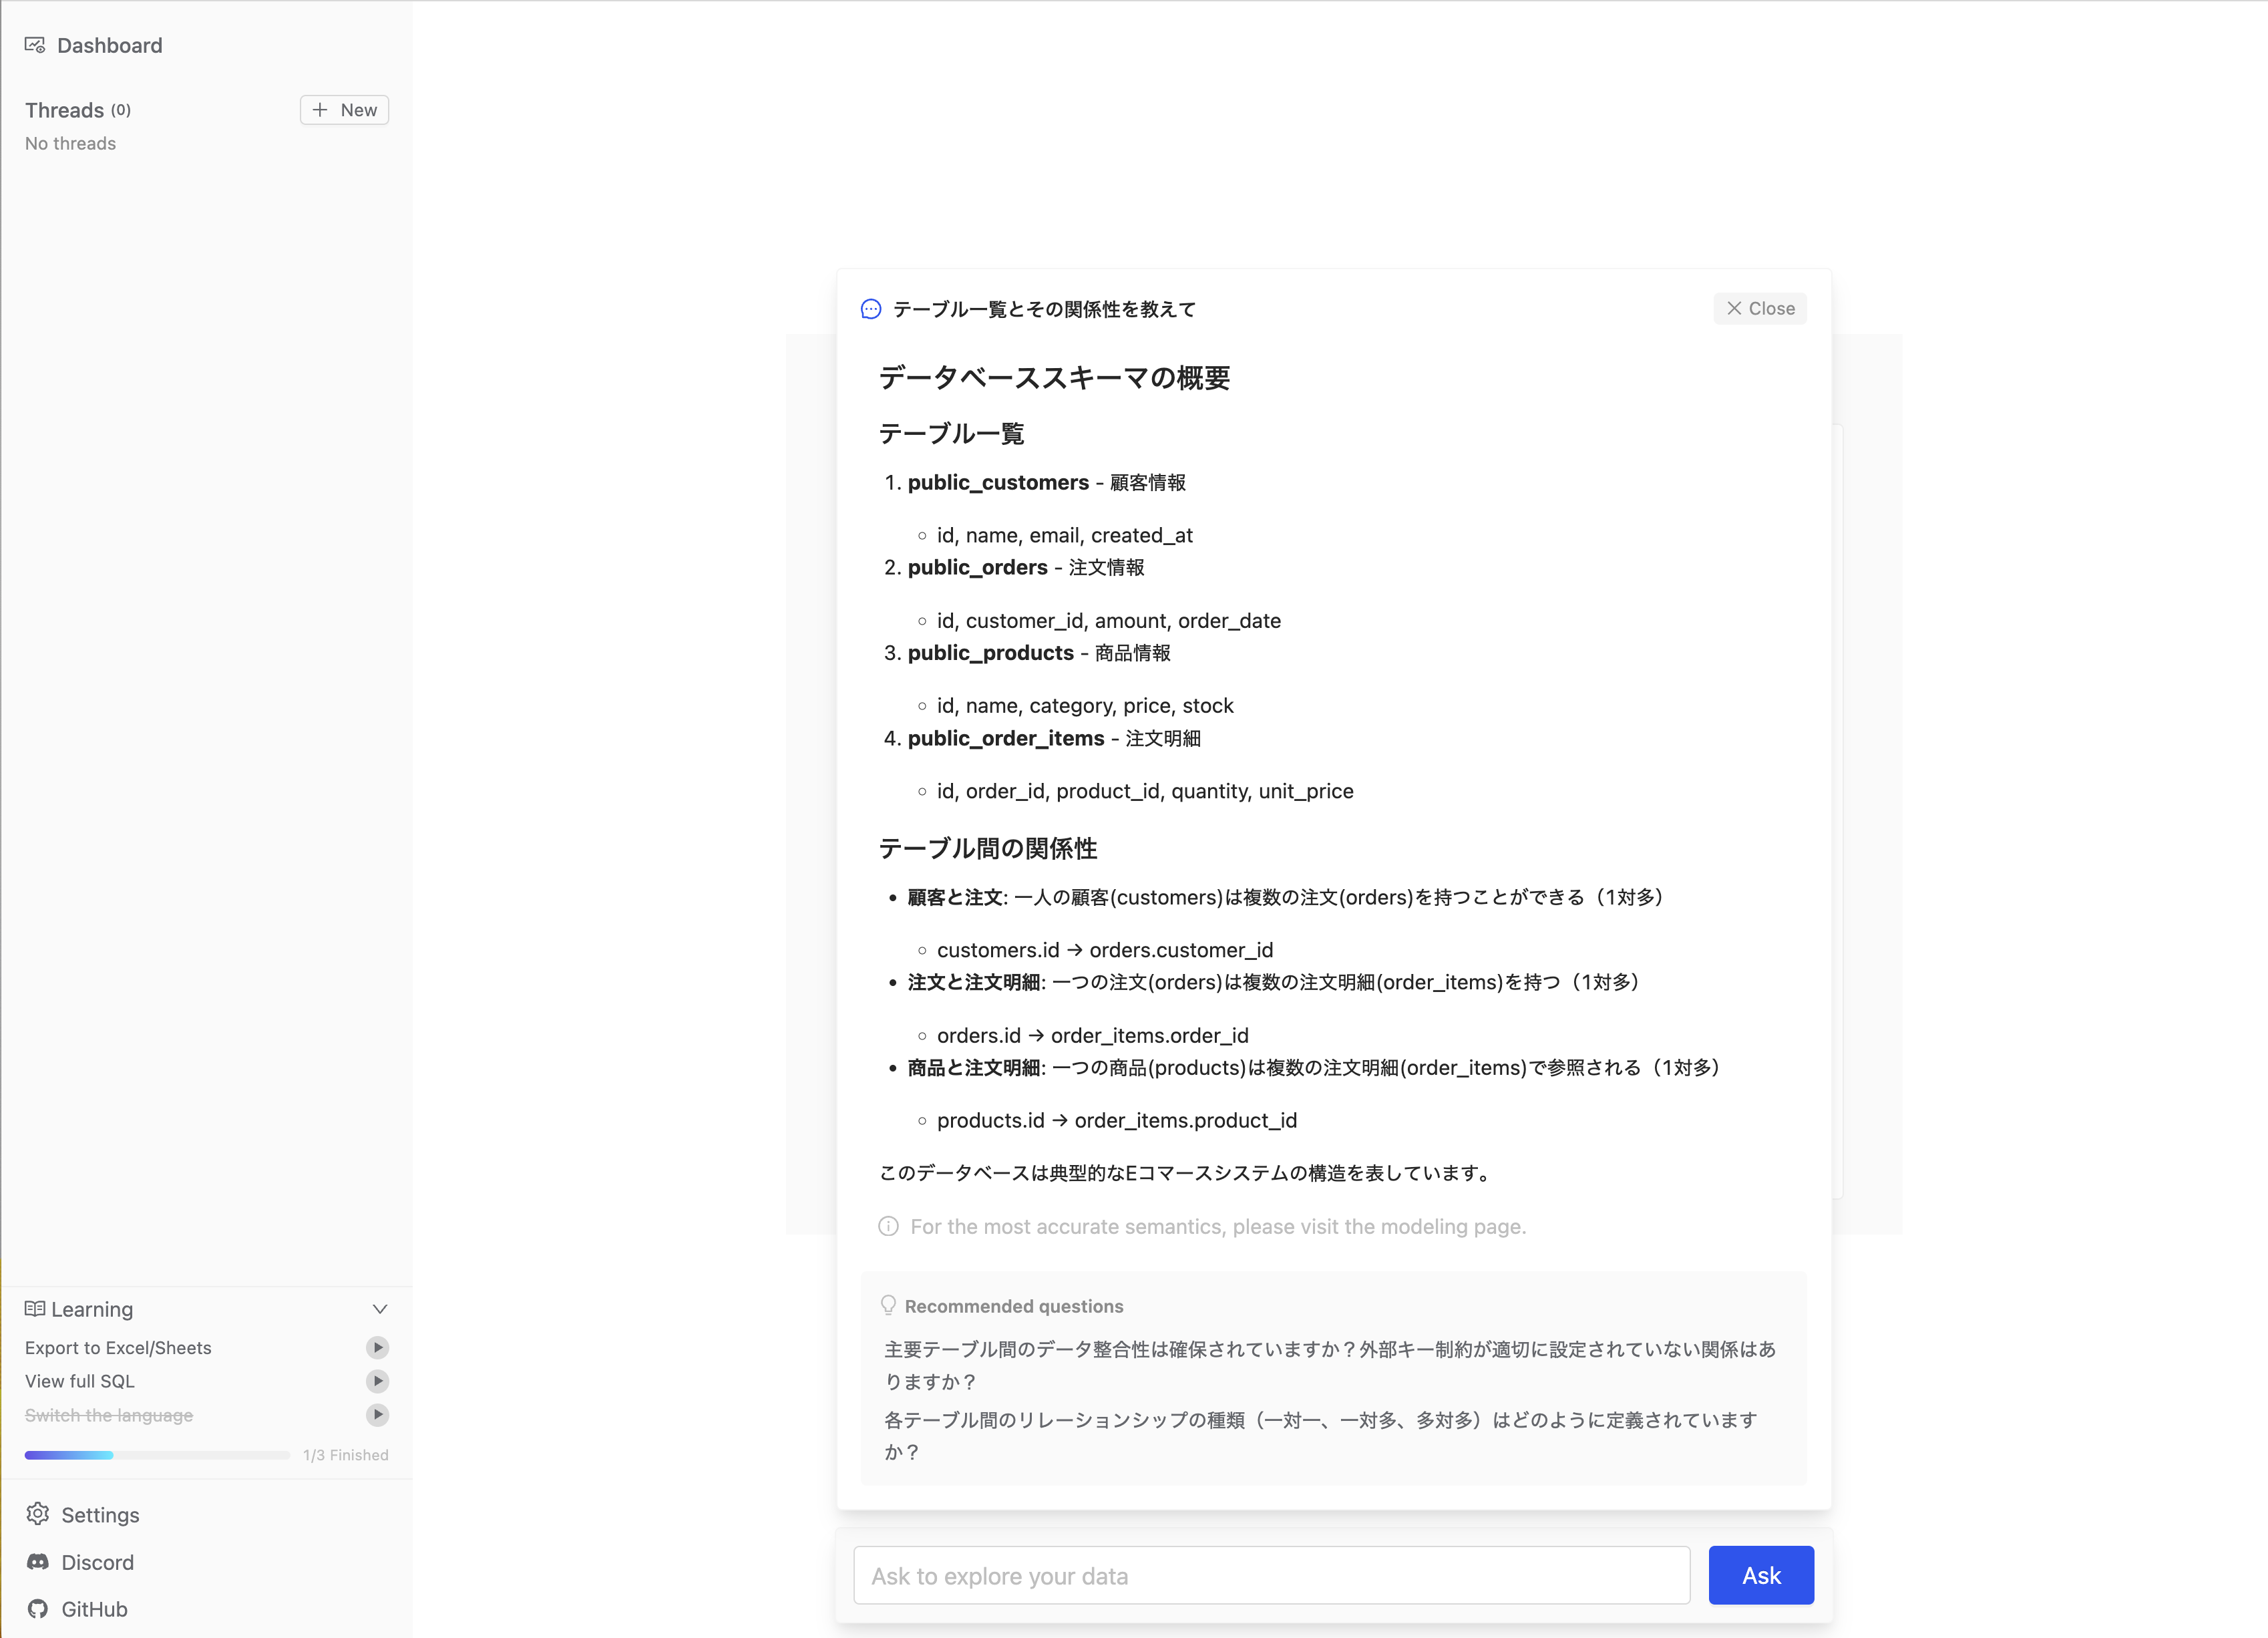 Dashboard
Threads (0)
+ New
No threads
テーブル一覧とその関係性を教えて
Close
データベーススキーマの概要
テーブル一覧
1. public_customers - 顧客情報
id, name, email, created_at
2. public_orders - 注文情報
id, customer_id, amount, order_date
3. public_products - 商品情報
id, name, category, price, stock
4. public_order_items - 注文明細
id, order_id, product_id, quantity, unit_price
テーブル間の関係性
顧客と注文: 一人の顧客(customers)は複数の注文(orders)を持つことができる（1対多）
customers.id → orders.customer_id
注文と注文明細: 一つの注文(orders)は複数の注文明細(order_items)を持つ（1対多）
orders.id → order_items.order_id
商品と注文明細: 一つの商品(products)は複数の注文明細(order_items)で参照される（1対多）
products.id → order_items.product_id
このデータベースは典型的なEコマースシステムの構造を表しています。
For the most accurate semantics, please visit the modeling page.
Recommended questions
主要テーブル間のデータ整合性は確保されていますか？外部キー制約が適切に設定されていない関係はあ
りますか？
各テーブル間のリレーションシップの種類（一対一、一対多、多対多）はどのように定義されています
か？
Ask to explore your data
Ask
Learning
Export to Excel/Sheets
View full SQL
Switch the language
1/3 Finished
Settings
Discord
GitHub